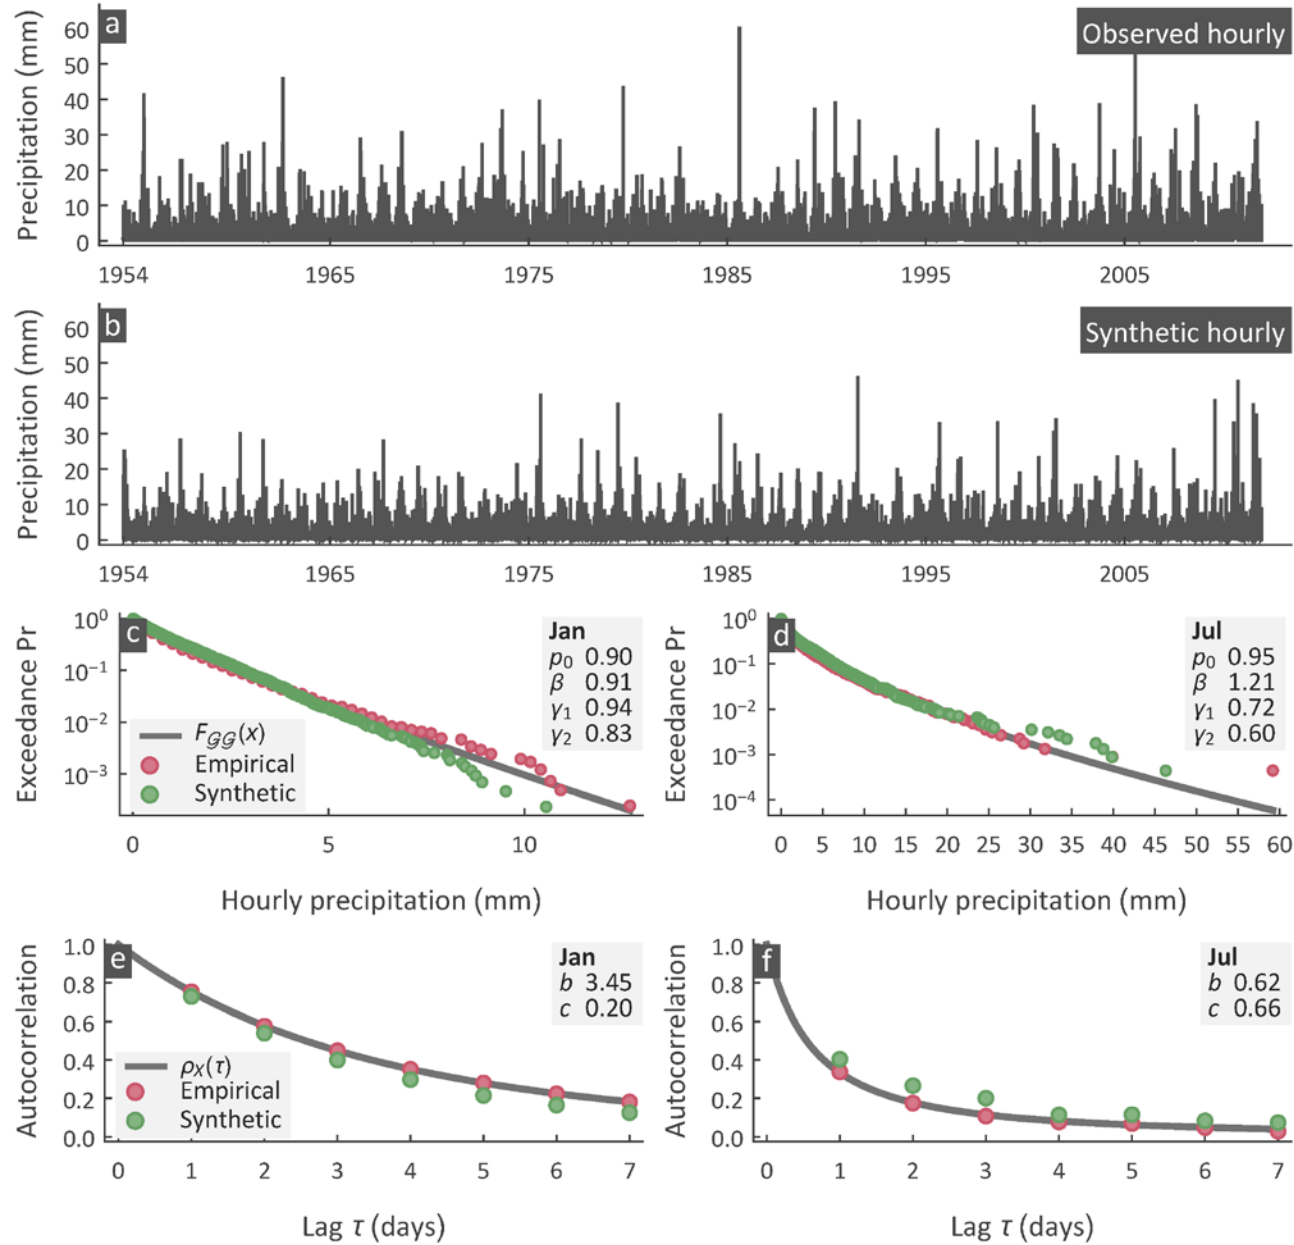 a
Observed hourly
Precipitation (mm)
60
50
40
30
20
10
0
1954 1965 1975 1985 1995 2005
b
Synthetic hourly
Precipitation (mm)
60
50
40
30
20
10
0
1954 1965 1975 1985 1995 2005
c
Exceedance Pr
10⁰
10⁻¹
10⁻²
10⁻³
Jan
p₀ 0.90
β 0.91
γ₁ 0.94
γ₂ 0.83
F𝒢𝒢(x)
Empirical
Synthetic
0 5 10
Hourly precipitation (mm)
d
Exceedance Pr
10⁰
10⁻¹
10⁻²
10⁻³
10⁻⁴
Jul
p₀ 0.95
β 1.21
γ₁ 0.72
γ₂ 0.60
0 5 10 15 20 25 30 35 40 45 50 55 60
Hourly precipitation (mm)
e
Autocorrelation
1.0
0.8
0.6
0.4
0.2
0.0
Jan
b 3.45
c 0.20
ρX(τ)
Empirical
Synthetic
0 1 2 3 4 5 6 7
Lag τ (days)
f
Autocorrelation
1.0
0.8
0.6
0.4
0.2
0.0
Jul
b 0.62
c 0.66
0 1 2 3 4 5 6 7
Lag τ (days)